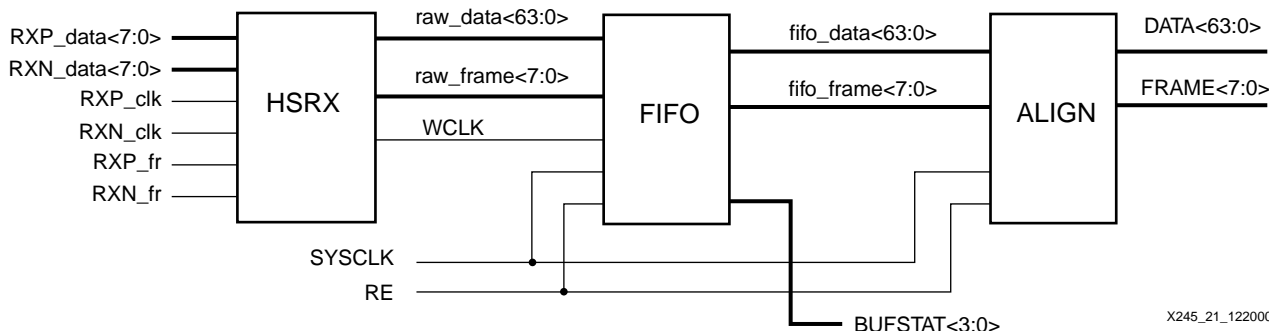 RXP_data<7:0>
RXN_data<7:0>
RXP_clk
RXN_clk
RXP_fr
RXN_fr
HSRX
raw_data<63:0>
raw_frame<7:0>
WCLK
FIFO
fifo_data<63:0>
fifo_frame<7:0>
ALIGN
DATA<63:0>
FRAME<7:0>
SYSCLK
RE
BUFSTAT<3:0>
X245_21_122000